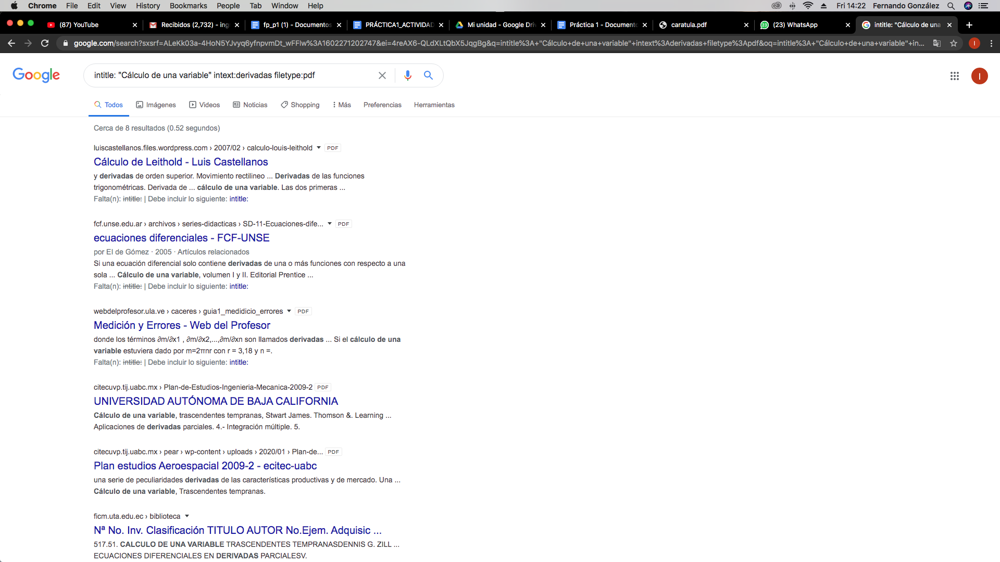 Chrome File Edit View History Bookmarks People Tab Window Help Fri 14:22 Fernando González
(87) YouTube Recibidos (2,732) - ing fp_p1 (1) - Documentos PRÁCTICA1_ACTIVIDAD Mi unidad - Google Driv Práctica 1 - Documento caratula.pdf (23) WhatsApp intitle: "Cálculo de una
google.com/search?sxsrf=ALeKk03a-4HoN5YJvyq6yfnpvmDt_wFFlw%3A1602271202747&ei=4reAX6-QLdXLtQbX5JqgBg&q=intitle%3A+"Cálculo+de+una+variable"+intext%3Aderivadas+filetype%3Apdf&oq=intitle%3A+"Cálculo+de+una+variable"+in...
Google intitle: "Cálculo de una variable" intext:derivadas filetype:pdf I
Todos Imágenes Videos Noticias Shopping Más Preferencias Herramientas
Cerca de 8 resultados (0.52 segundos)
luiscastellanos.files.wordpress.com › 2007/02 › calculo-louis-leithold PDF
Cálculo de Leithold - Luis Castellanos
y derivadas de orden superior. Movimiento rectilineo ... Derivadas de las funciones
trigonométricas. Derivada de ... cálculo de una variable. Las dos primeras ...
Falta(n): intitle: | Debe incluir lo siguiente: intitle:
fcf.unse.edu.ar › archivos › series-didacticas › SD-11-Ecuaciones-dife... PDF
ecuaciones diferenciales - FCF-UNSE
por EI de Gómez · 2005 · Artículos relacionados
Si una ecuación diferencial solo contiene derivadas de una o más funciones con respecto a una
sola ... Cálculo de una variable, volumen I y II. Editorial Prentice ...
Falta(n): intitle: | Debe incluir lo siguiente: intitle:
webdelprofesor.ula.ve › caceres › guia1_medidicio_errores PDF
Medición y Errores - Web del Profesor
donde los términos ∂m/∂x1 , ∂m/∂x2,...,∂m/∂xn son llamados derivadas ... Si el cálculo de una
variable estuviera dado por m=2πnr con r = 3,18 y n =.
Falta(n): intitle: | Debe incluir lo siguiente: intitle:
citecuvp.tij.uabc.mx › Plan-de-Estudios-Ingenieria-Mecanica-2009-2 PDF
UNIVERSIDAD AUTÓNOMA DE BAJA CALIFORNIA
Cálculo de una variable, trascendentes tempranas, Stwart James. Thomson &. Learning ...
Aplicaciones de derivadas parciales. 4.- Integración múltiple. 5.
citecuvp.tij.uabc.mx › pear › wp-content › uploads › 2020/01 › Plan-de... PDF
Plan estudios Aeroespacial 2009-2 - ecitec-uabc
una serie de peculiaridades derivadas de las características productivas y de mercado. Una ...
Cálculo de una variable, Trascendentes tempranas.
ficm.uta.edu.ec › biblioteca
Nª No. Inv. Clasificación TITULO AUTOR No.Ejem. Adquisic ...
517.51. CALCULO DE UNA VARIABLE TRASCENDENTES TEMPRANASDENNIS G. ZILL ...
ECUACIONES DIFERENCIALES EN DERIVADAS PARCIALESV.